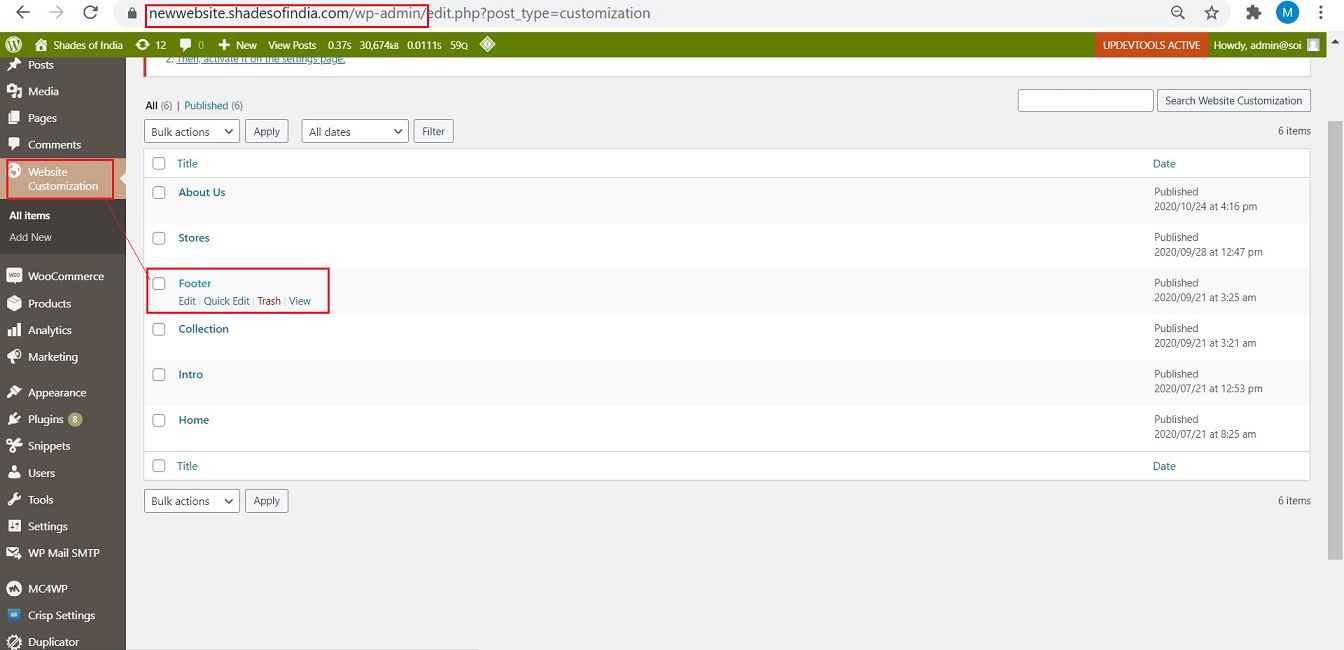 newwebsite.shadesofindia.com/wp-admin/edit.php?post_type=customization
M
Shades of India 12 0 New View Posts 0.37s 30,674kB 0.0111s 59Q UPDEVTOOLS ACTIVE Howdy, admin@soi
Posts
Media
Pages
Comments
Website
Customization
All items
Add New
WooCommerce
Products
Analytics
Marketing
Appearance
Plugins 8
Snippets
Users
Tools
Settings
WP Mail SMTP
MC4WP
Crisp Settings
Duplicator
2. Then, activate it on the settings page.
All (6) | Published (6)
Search Website Customization
Bulk actions Apply All dates Filter
6 items
Title Date
About Us
Published
2020/10/24 at 4:16 pm
Stores
Published
2020/09/28 at 12:47 pm
Footer
Edit | Quick Edit | Trash | View
Published
2020/09/21 at 3:25 am
Collection
Published
2020/09/21 at 3:21 am
Intro
Published
2020/07/21 at 12:53 pm
Home
Published
2020/07/21 at 8:25 am
Title Date
Bulk actions Apply
6 items